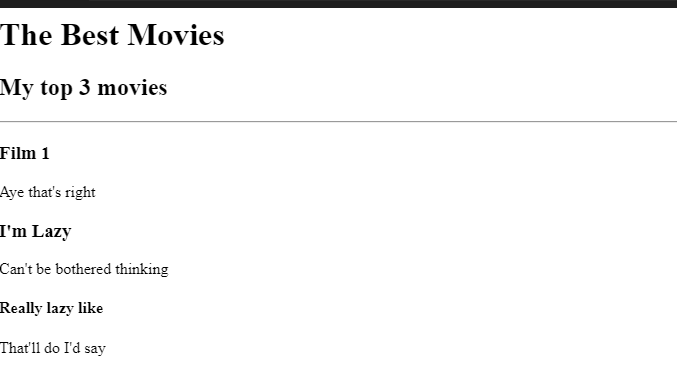 The Best Movies
My top 3 movies
Film 1
Aye that's right
I'm Lazy
Can't be bothered thinking
Really lazy like
That'll do I'd say